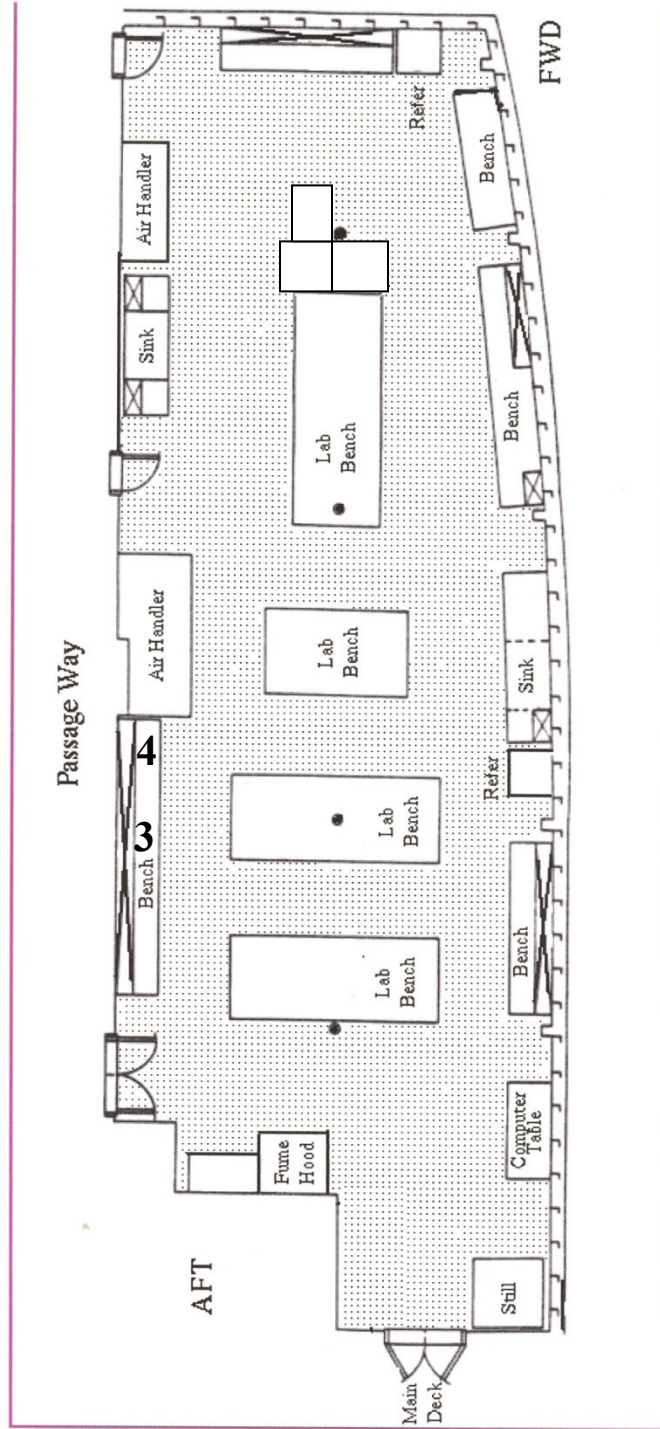 Passage Way
Air Handler
Sink
Air Handler
4
3
Bench
Refer
FWD
Bench
Lab
Bench
Bench
Lab
Bench
Sink
Refer
Lab
Bench
Bench
Lab
Bench
Fume
Hood
Computer
Table
AFT
Still
Main
Deck